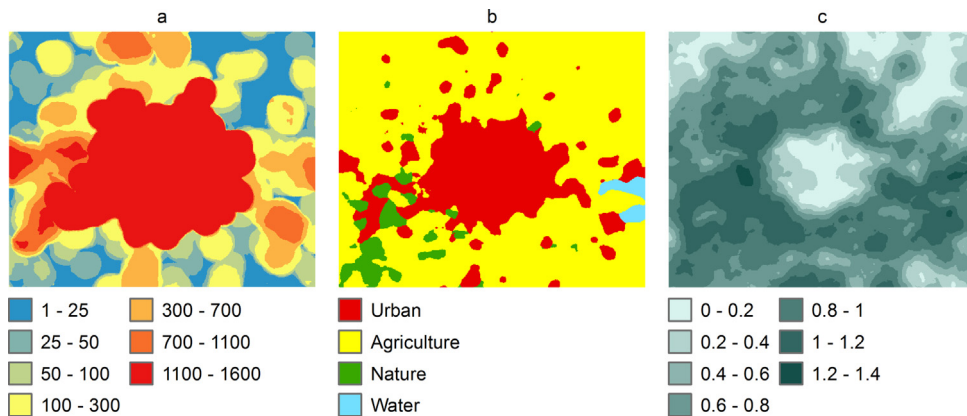 a
b
c
1 - 25
25 - 50
50 - 100
100 - 300
300 - 700
700 - 1100
1100 - 1600
Urban
Agriculture
Nature
Water
0 - 0.2
0.2 - 0.4
0.4 - 0.6
0.6 - 0.8
0.8 - 1
1 - 1.2
1.2 - 1.4